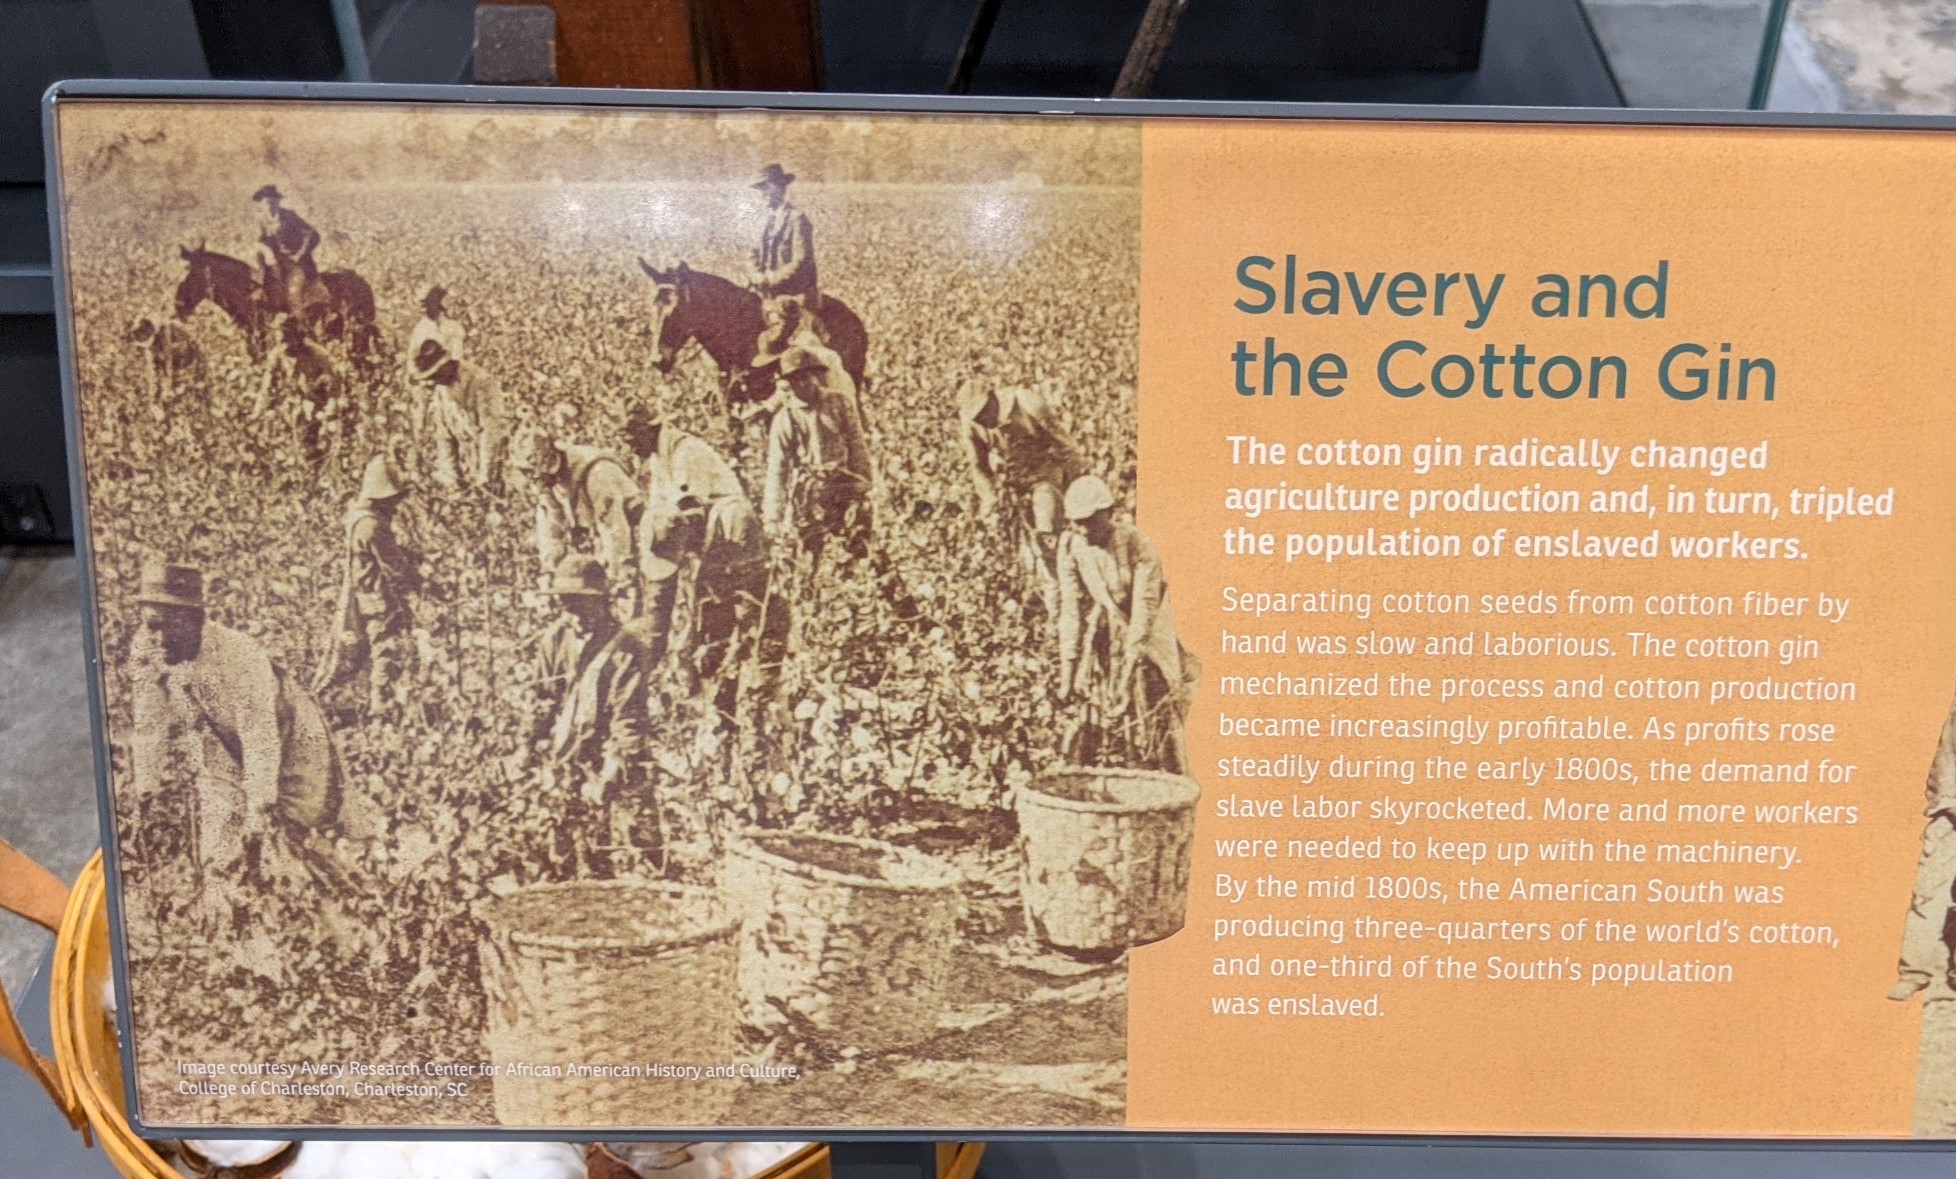 Slavery and
the Cotton Gin
The cotton gin radically changed
agriculture production and, in turn, tripled
the population of enslaved workers.
Separating cotton seeds from cotton fiber by
hand was slow and laborious. The cotton gin
mechanized the process and cotton production
became increasingly profitable. As profits rose
steadily during the early 1800s, the demand for
slave labor skyrocketed. More and more workers
were needed to keep up with the machinery.
By the mid 1800s, the American South was
producing three-quarters of the world's cotton,
and one-third of the South's population
was enslaved.
Image courtesy Avery Research Center for African American History and Culture,
College of Charleston, Charleston, SC